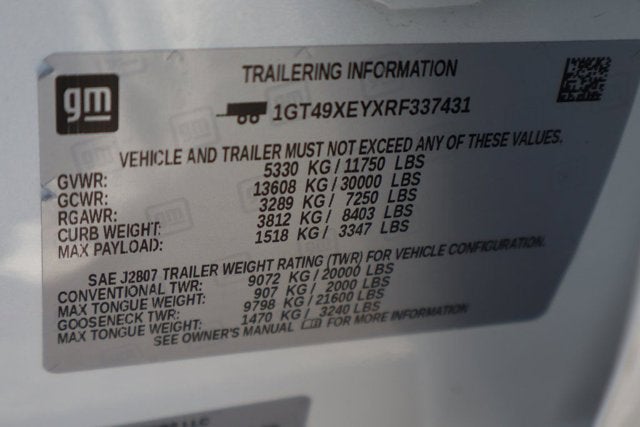 gm
TRAILERING INFORMATION
1GT49XEYXRF337431
VEHICLE AND TRAILER MUST NOT EXCEED ANY OF THESE VALUES.
GVWR: 5330 KG / 11750 LBS
GCWR: 13608 KG / 30000 LBS
RGAWR: 3289 KG / 7250 LBS
CURB WEIGHT: 3812 KG / 8403 LBS
MAX PAYLOAD: 1518 KG / 3347 LBS
SAE J2807 TRAILER WEIGHT RATING (TWR) FOR VEHICLE CONFIGURATION.
CONVENTIONAL TWR: 9072 KG / 20000 LBS
MAX TONGUE WEIGHT: 907 KG / 2000 LBS
GOOSENECK TWR: 9798 KG / 21600 LBS
MAX TONGUE WEIGHT: 1470 KG / 3240 LBS
SEE OWNER'S MANUAL FOR MORE INFORMATION
LLC